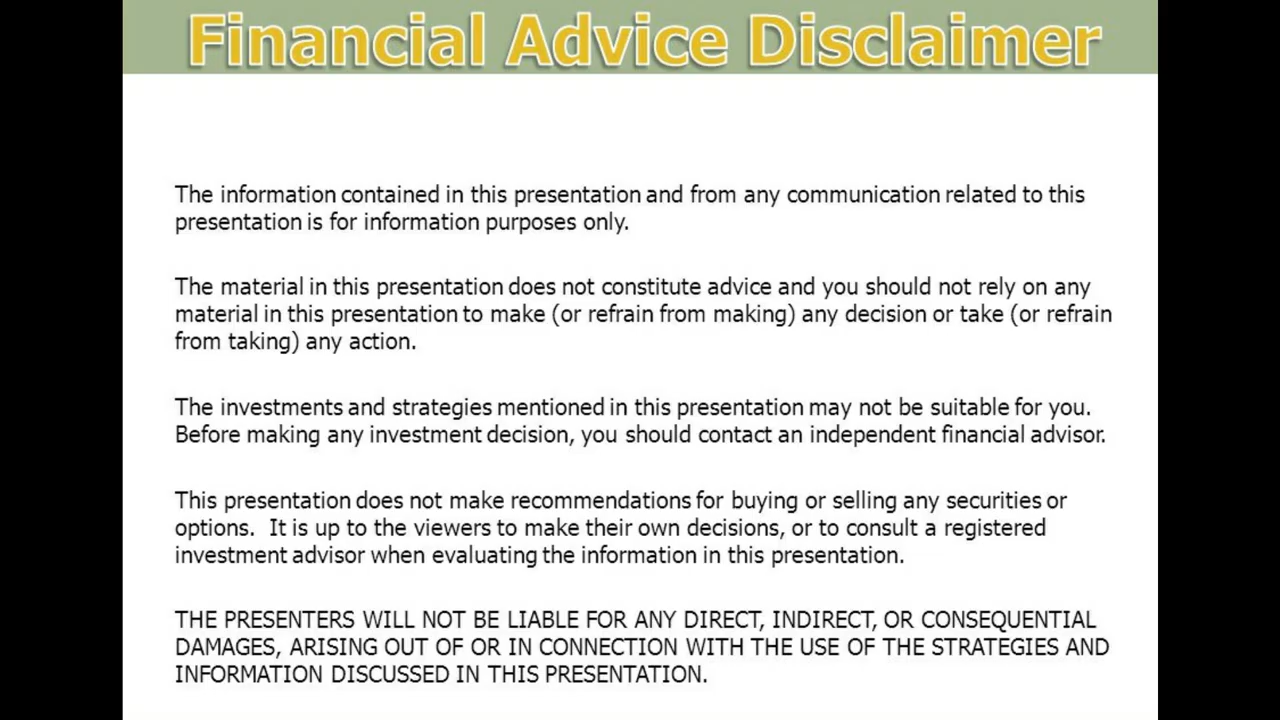 Financial Advice Disclaimer
The information contained in this presentation and from any communication related to this
presentation is for information purposes only.
The material in this presentation does not constitute advice and you should not rely on any
material in this presentation to make (or refrain from making) any decision or take (or refrain
from taking) any action.
The investments and strategies mentioned in this presentation may not be suitable for you.
Before making any investment decision, you should contact an independent financial advisor.
This presentation does not make recommendations for buying or selling any securities or
options.  It is up to the viewers to make their own decisions, or to consult a registered
investment advisor when evaluating the information in this presentation.
THE PRESENTERS WILL NOT BE LIABLE FOR ANY DIRECT, INDIRECT, OR CONSEQUENTIAL
DAMAGES, ARISING OUT OF OR IN CONNECTION WITH THE USE OF THE STRATEGIES AND
INFORMATION DISCUSSED IN THIS PRESENTATION.